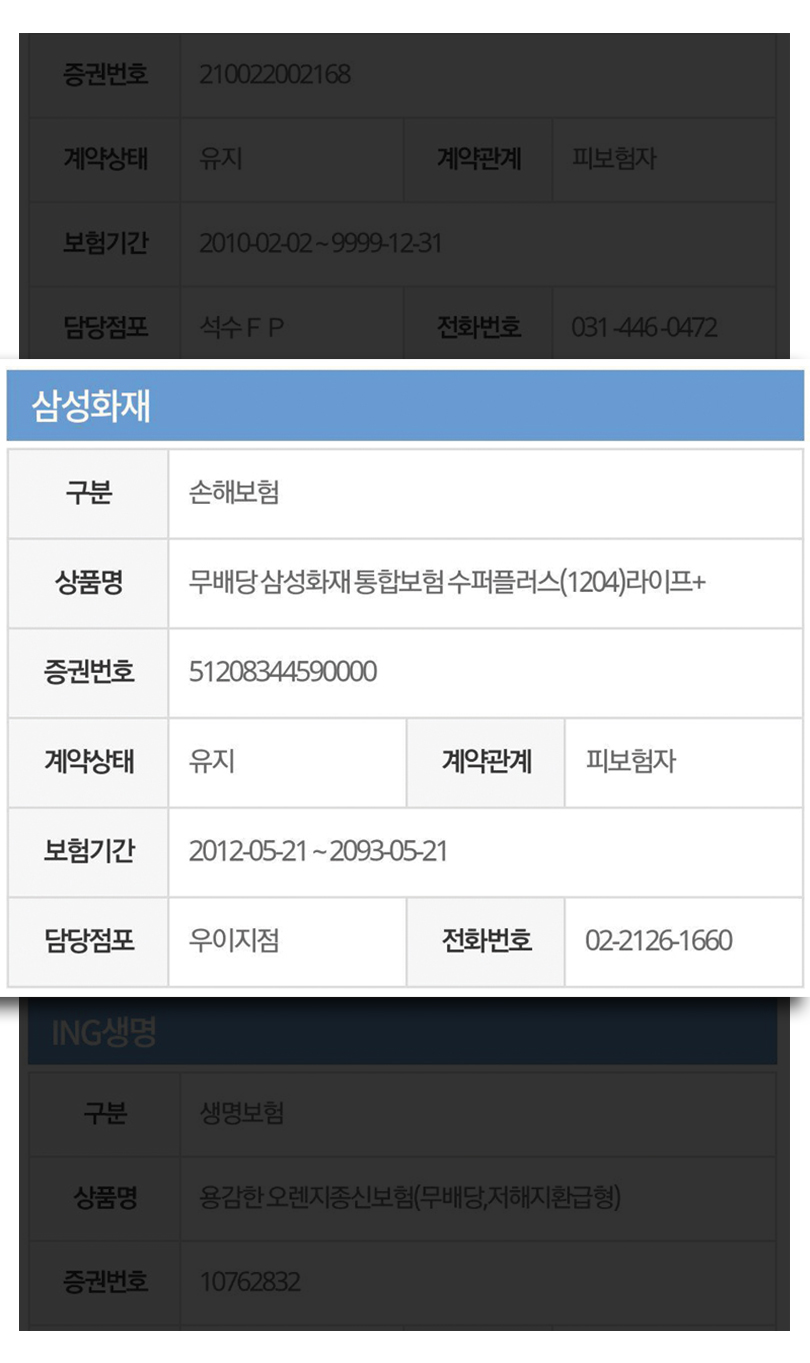 증권번호 210022002168
계약상태 유지 계약관계 피보험자
보험기간 2010-02-02 ~ 9999-12-31
담당점포 석수ＦＰ 전화번호 031-446-0472
삼성화재
구분 손해보험
상품명 무배당 삼성화재 통합보험 수퍼플러스(1204)라이프+
증권번호 51208344590000
계약상태 유지 계약관계 피보험자
보험기간 2012-05-21 ~ 2093-05-21
담당점포 우이지점 전화번호 02-2126-1660
ING생명
구분 생명보험
상품명 용감한 오렌지종신보험(무배당,저해지환급형)
증권번호 10762832